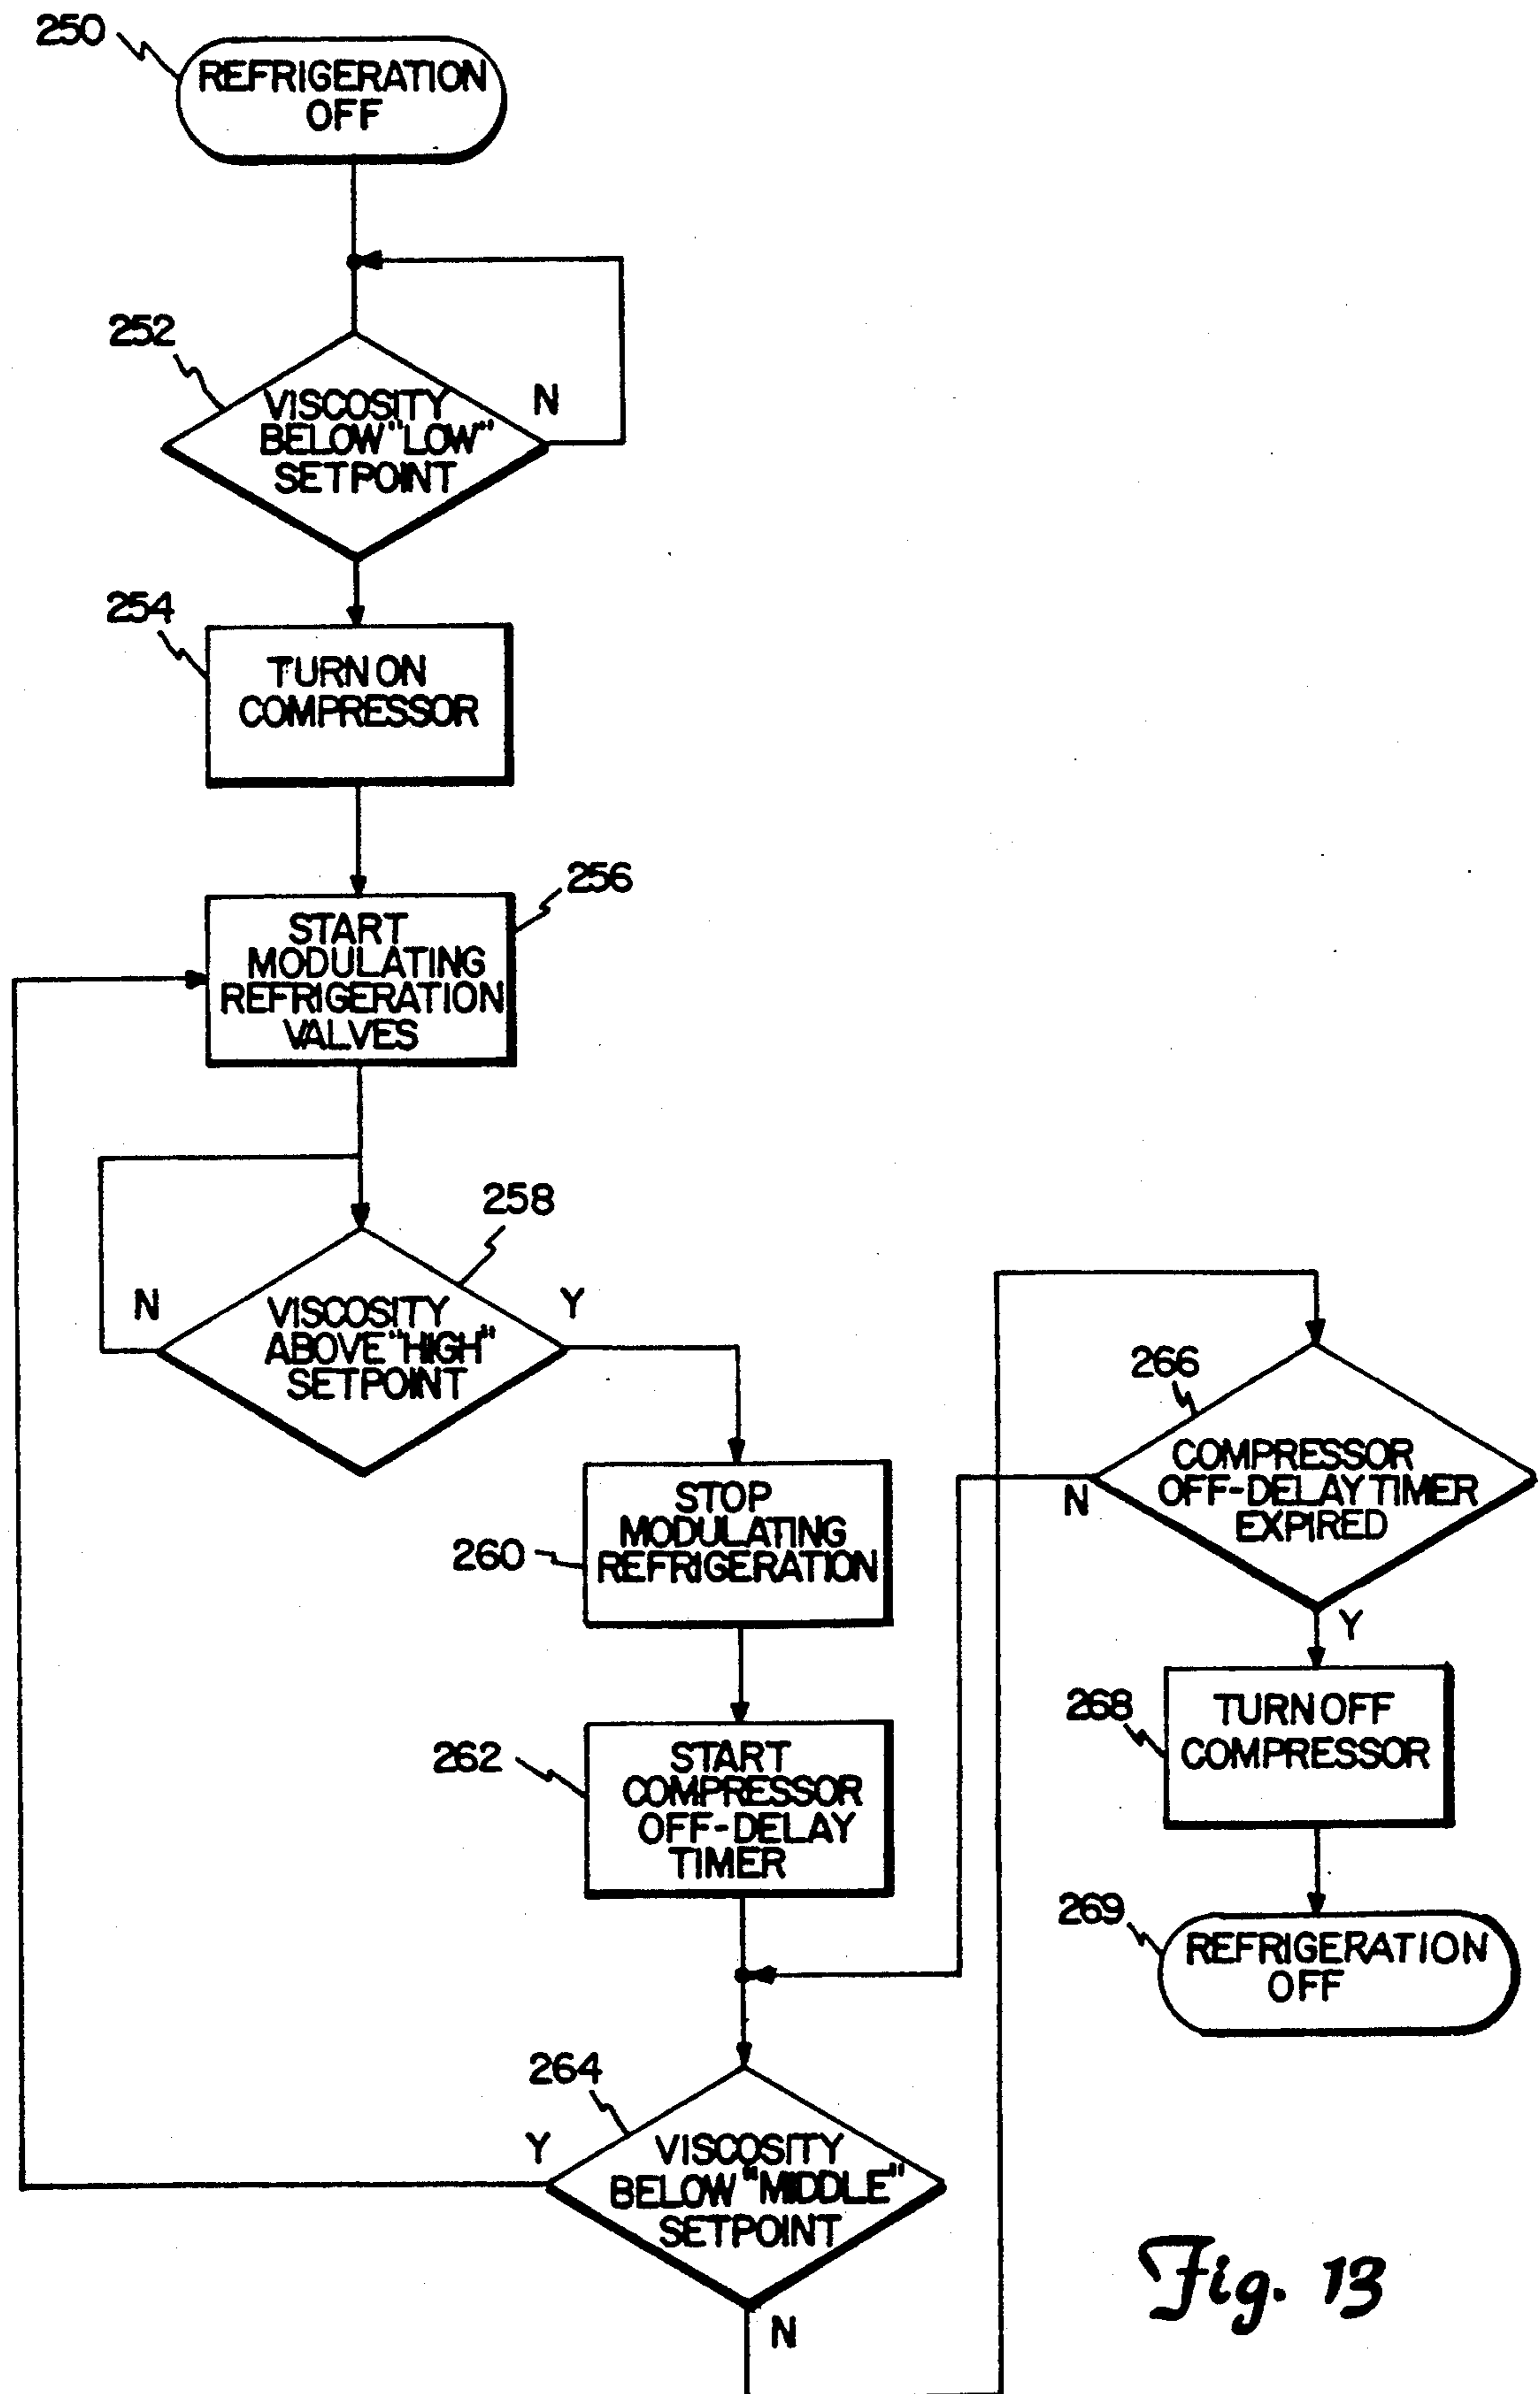 250
REFRIGERATION
OFF
252
VISCOSITY
BELOW "LOW"
SETPOINT
N
254
TURN ON
COMPRESSOR
256
START
MODULATING
REFRIGERATION
VALVES
258
N
VISCOSITY
ABOVE "HIGH"
SETPOINT
Y
260
STOP
MODULATING
REFRIGERATION
262
START
COMPRESSOR
OFF-DELAY
TIMER
264
Y
VISCOSITY
BELOW "MIDDLE"
SETPOINT
N
266
COMPRESSOR
OFF-DELAY TIMER
EXPIRED
N
Y
268
TURN OFF
COMPRESSOR
269
REFRIGERATION
OFF
Fig. 13